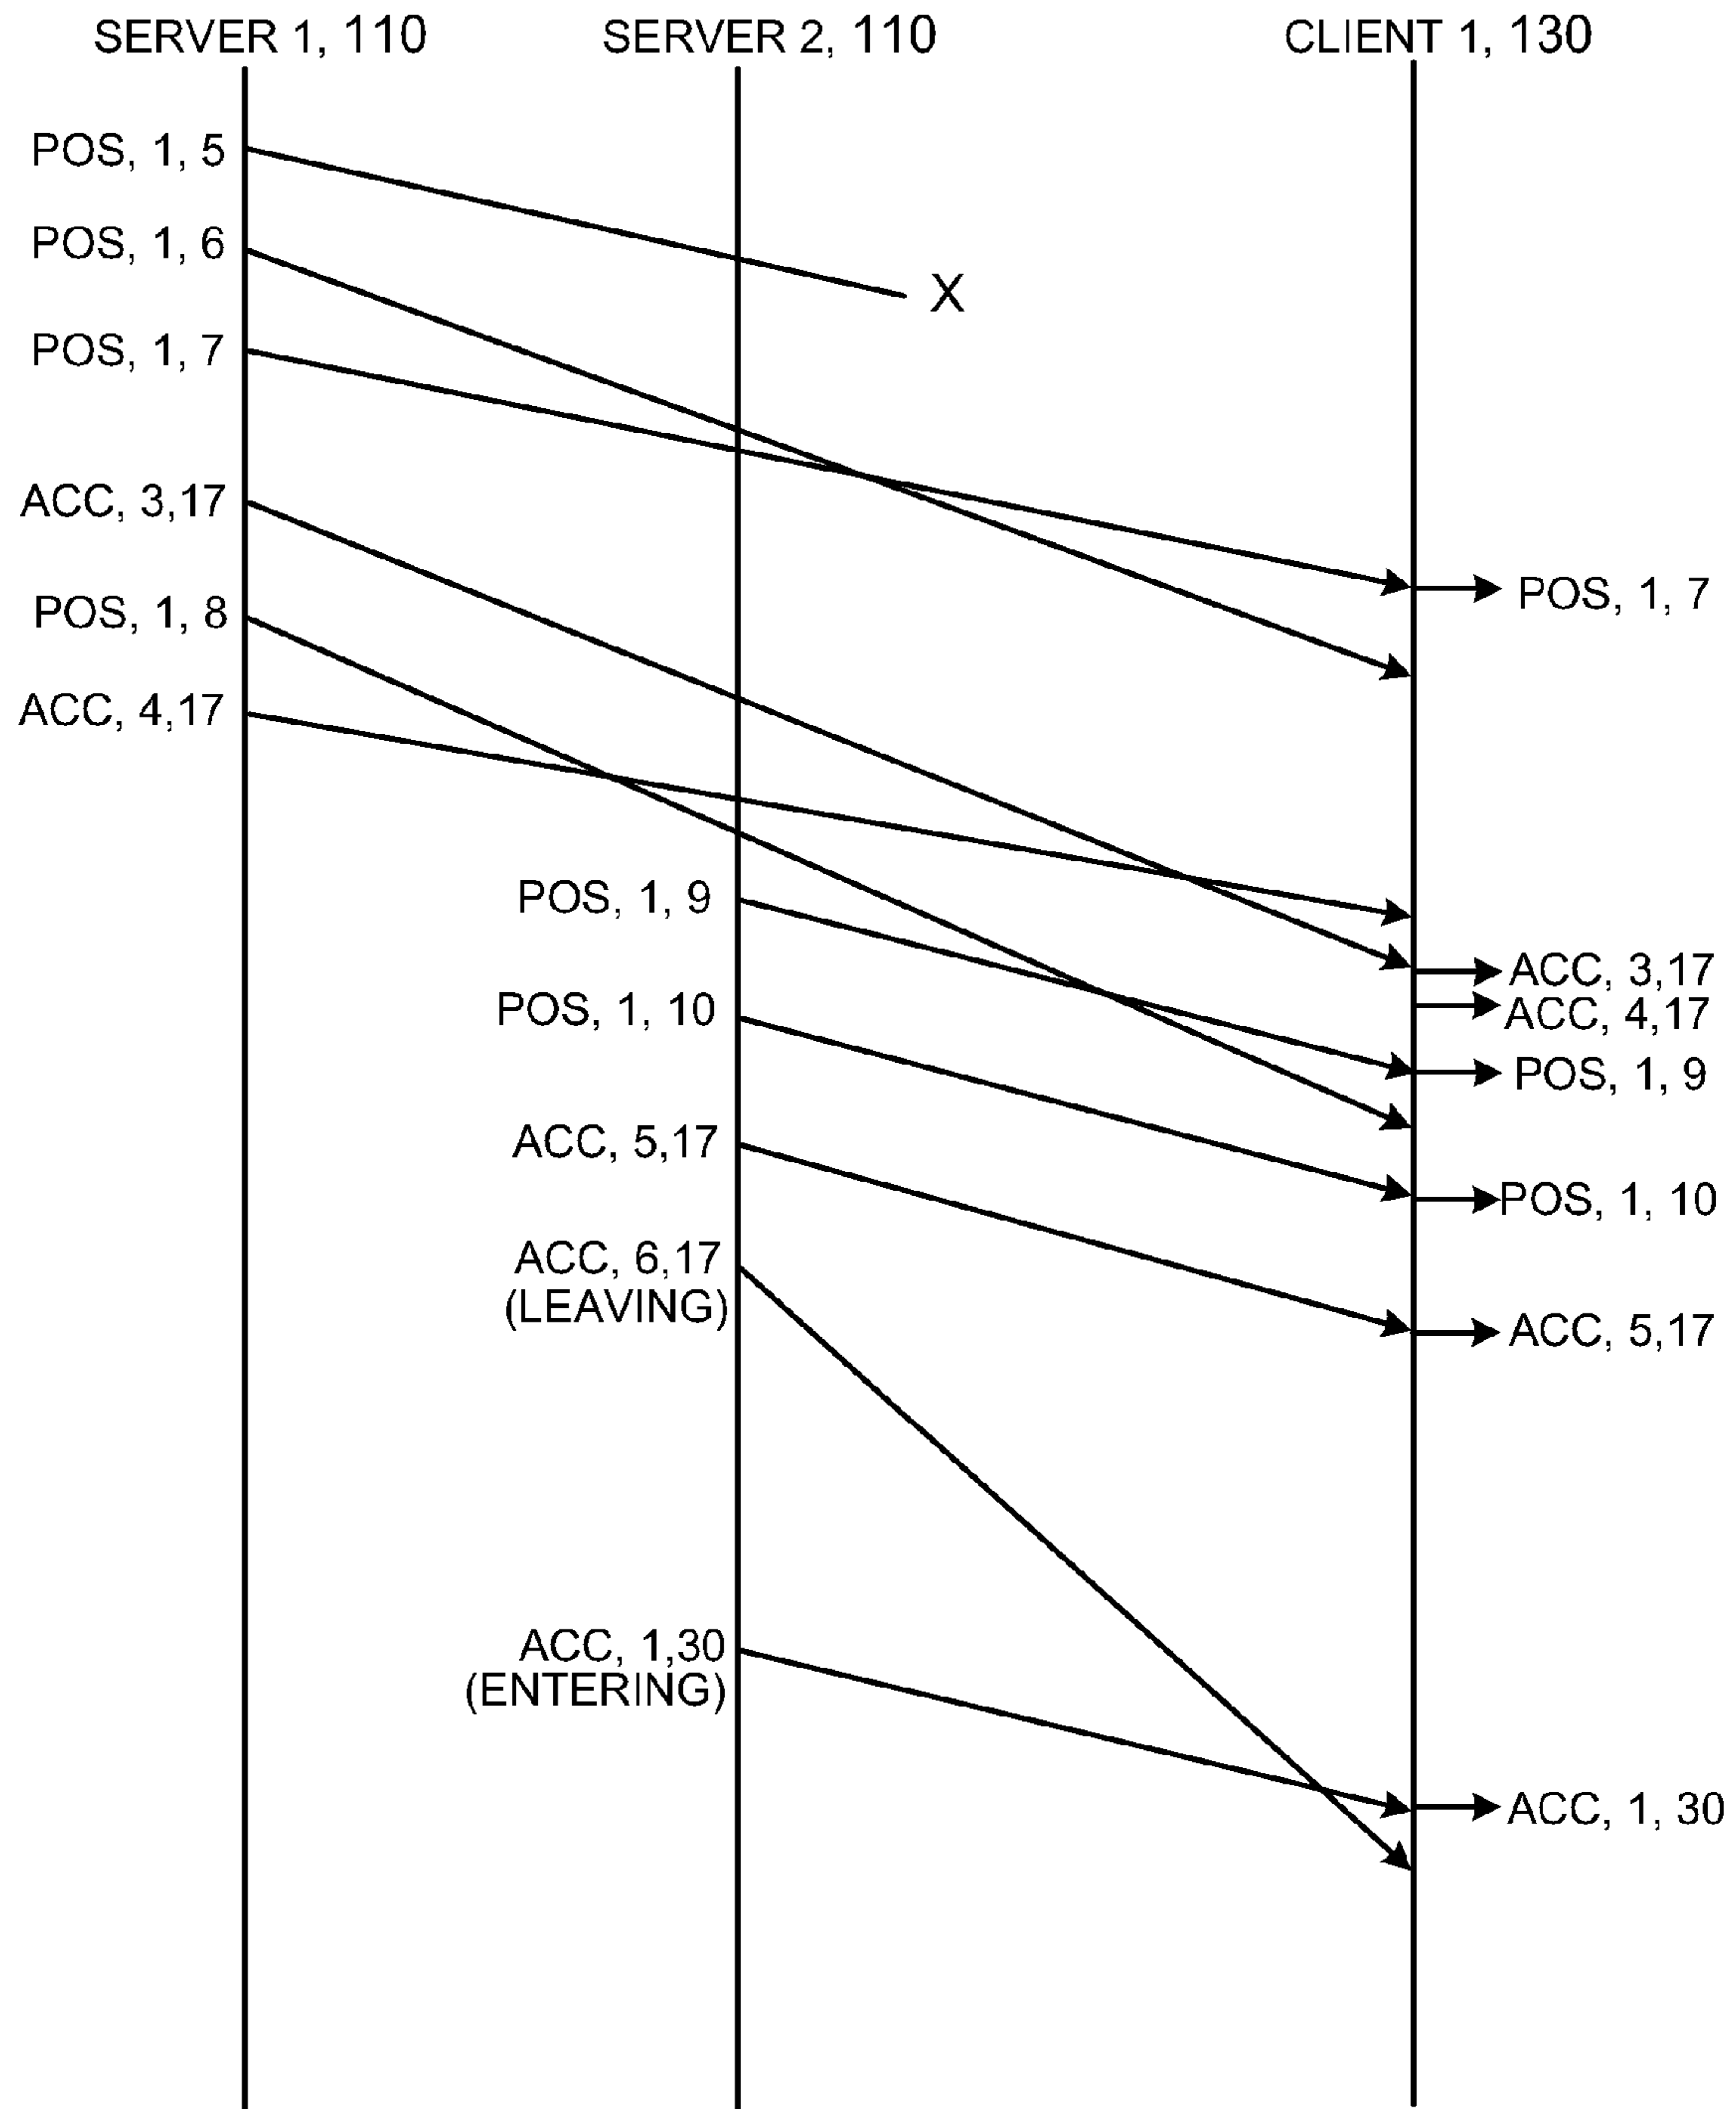 SERVER 1, 110
SERVER 2, 110
CLIENT 1, 130
POS, 1, 5
POS, 1, 6
X
POS, 1, 7
ACC, 3,17
POS, 1, 7
POS, 1, 8
ACC, 4,17
POS, 1, 9
ACC, 3,17
POS, 1, 10
ACC, 4,17
POS, 1, 9
ACC, 5,17
POS, 1, 10
ACC, 6,17
(LEAVING)
ACC, 5,17
ACC, 1,30
(ENTERING)
ACC, 1, 30